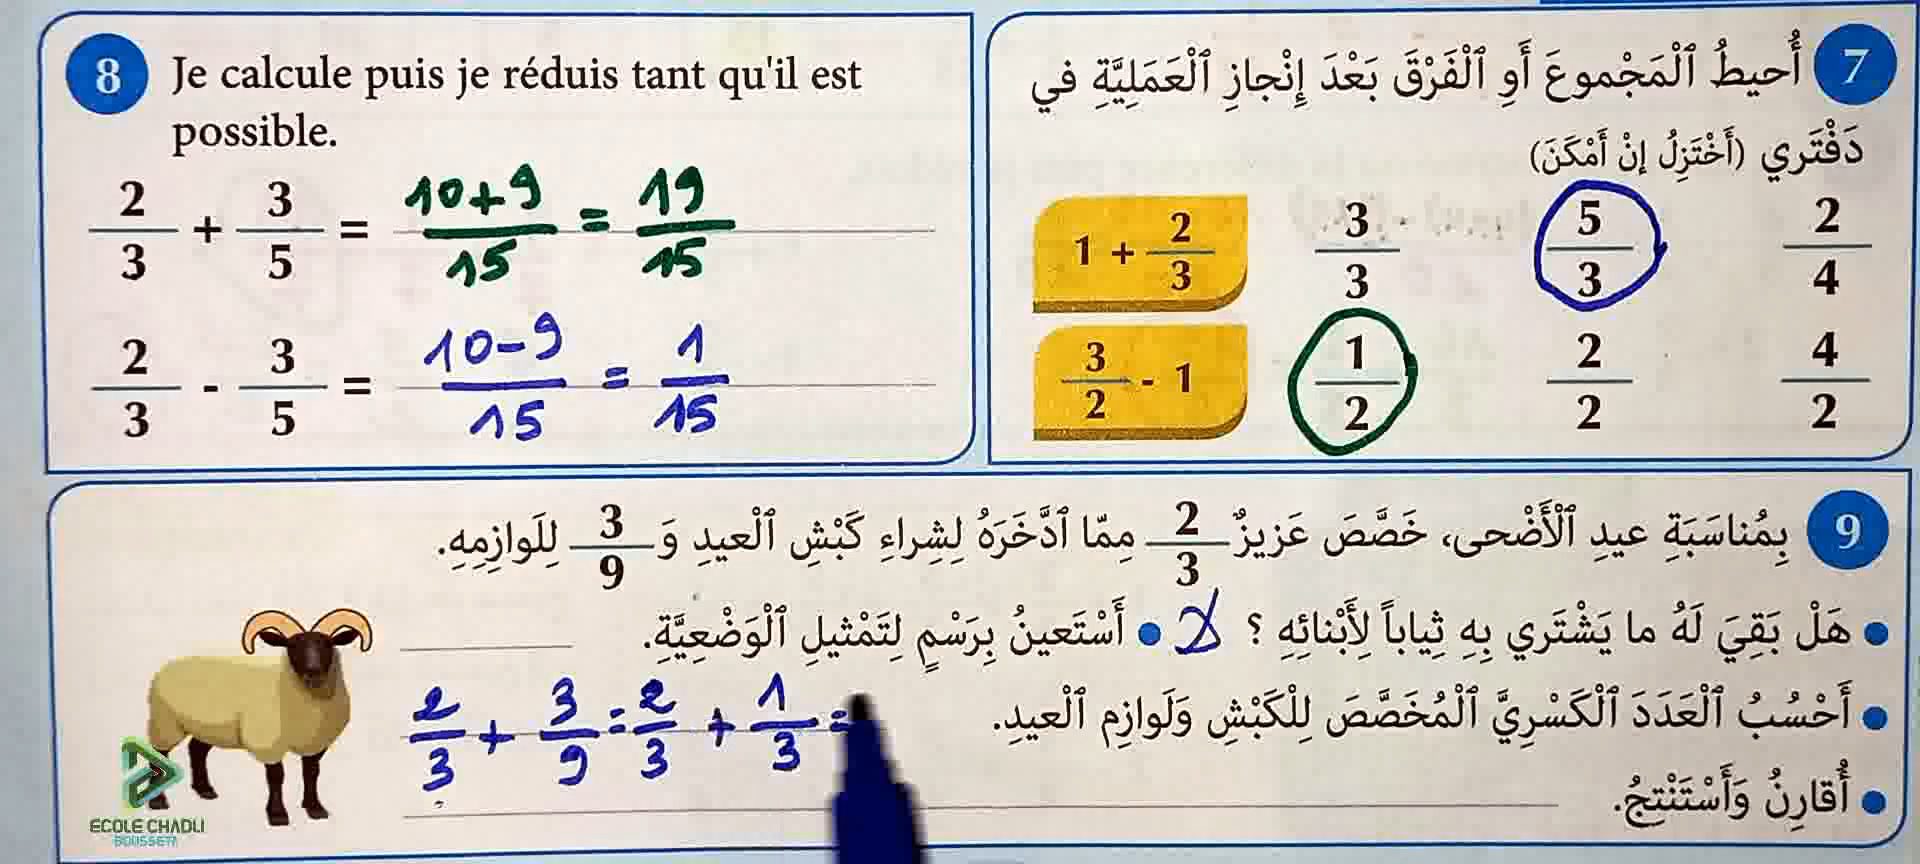 8 Je calcule puis je réduis tant qu'il est
possible.
2/3 + 3/5 = 10+9/15 = 19/15
2/3 - 3/5 = 10-9/15 = 1/15
7 أُحيطُ ٱلْمَجْموعَ أَوِ ٱلْفَرْقَ بَعْدَ إِنْجازِ ٱلْعَمَلِيَّةِ في
دَفْتَري (أَخْتَزِلُ إنْ أَمْكَنَ)
1 + 2/3 3/3 5/3 2/4
3/2 - 1 1/2 2/2 4/2
9 بِمُناسَبَةِ عيدِ ٱلْأَضْحى، خَصَّصَ عَزيزٌ 2/3 مِمّا ٱدَّخَرَهُ لِشِراءِ كَبْشِ ٱلْعيدِ وَ 3/9 لِلَوازِمِهِ.
• هَلْ بَقِيَ لَهُ ما يَشْتَري بِهِ ثِياباً لِأَبْنائِهِ ؟ لا • أَسْتَعينُ بِرَسْمٍ لِتَمْثيلِ ٱلْوَضْعِيَّةِ.
• أَحْسُبُ ٱلْعَدَدَ ٱلْكَسْرِيَّ ٱلْمُخَصَّصَ لِلْكَبْشِ وَلَوازِمِ ٱلْعيدِ.
2/3 + 3/9 = 2/3 + 1/3 =
• أُقارِنُ وَأَسْتَنْتِجُ.
ECOLE CHADLI
BOUSSETI